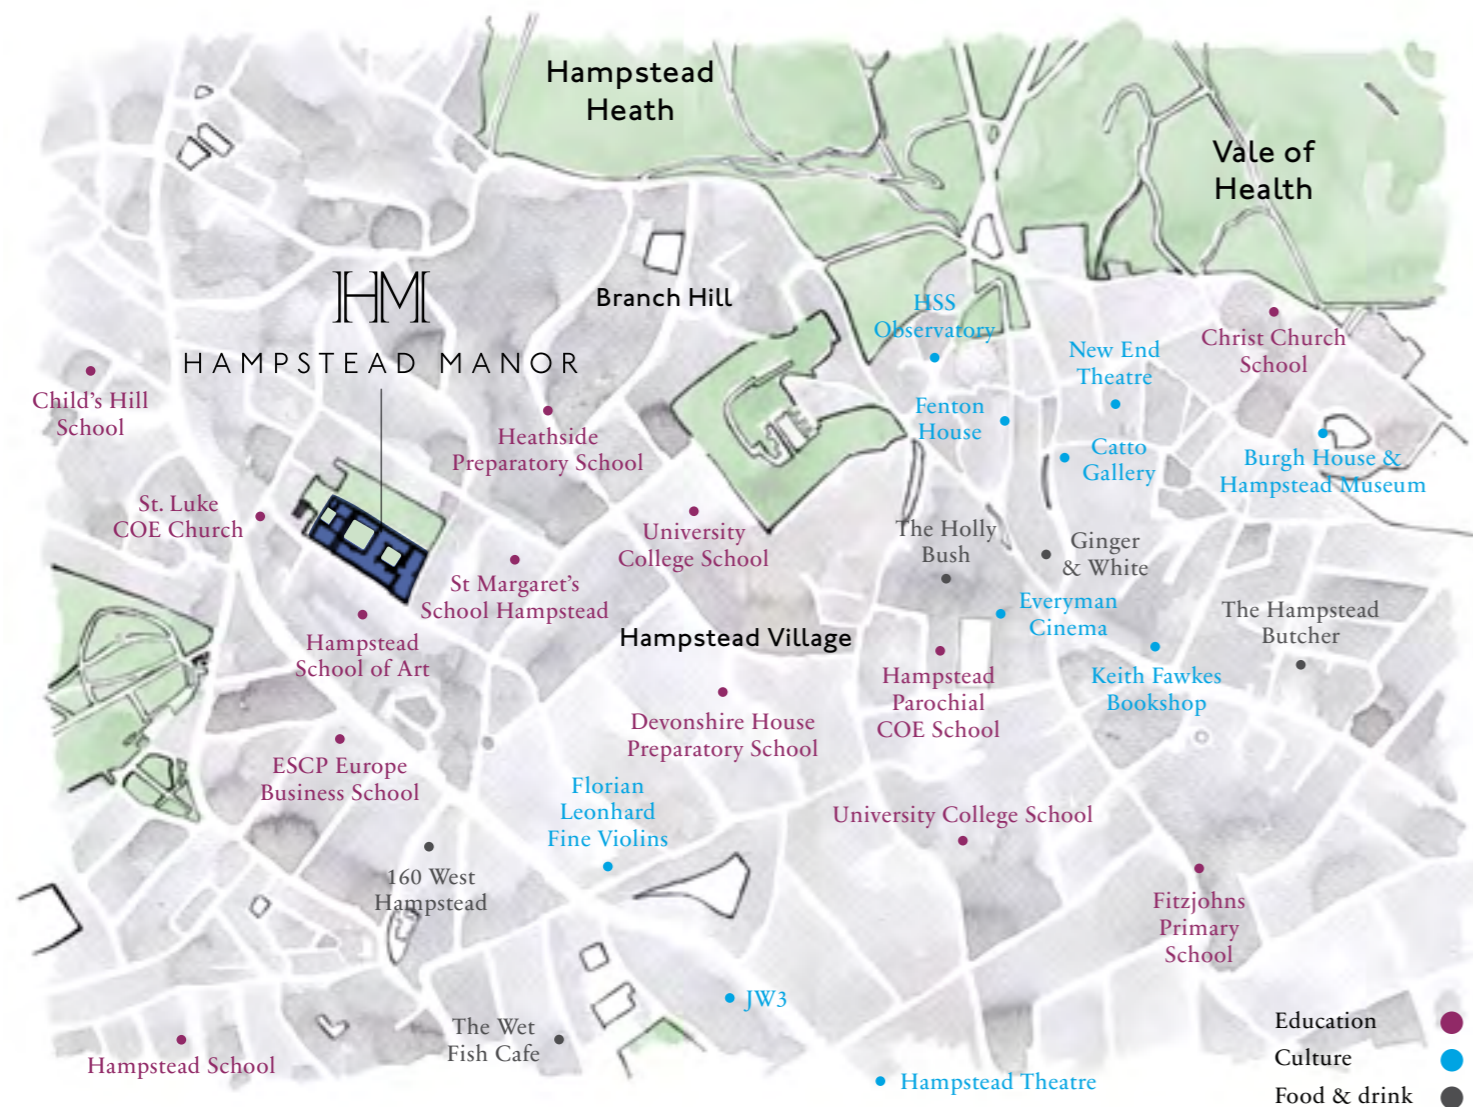 Hampstead
Heath
Vale of
Health
HM
Branch Hill
HAMPSTEAD MANOR
HSS
Observatory
Christ Church
School
New End
Theatre
Child's Hill
School
Fenton
House
Heathside
Preparatory School
Catto
Gallery
Burgh House &
Hampstead Museum
St. Luke
COE Church
University
College School
The Holly
Bush
Ginger
& White
St Margaret's
School Hampstead
Everyman
Cinema
The Hampstead
Butcher
Hampstead
School of Art
Hampstead Village
Hampstead
Parochial
COE School
Keith Fawkes
Bookshop
Devonshire House
Preparatory School
ESCP Europe
Business School
Florian
Leonhard
Fine Violins
University College School
160 West
Hampstead
Fitzjohns
Primary
School
JW3
The Wet
Fish Cafe
Hampstead School
Hampstead Theatre
Education
Culture
Food & drink